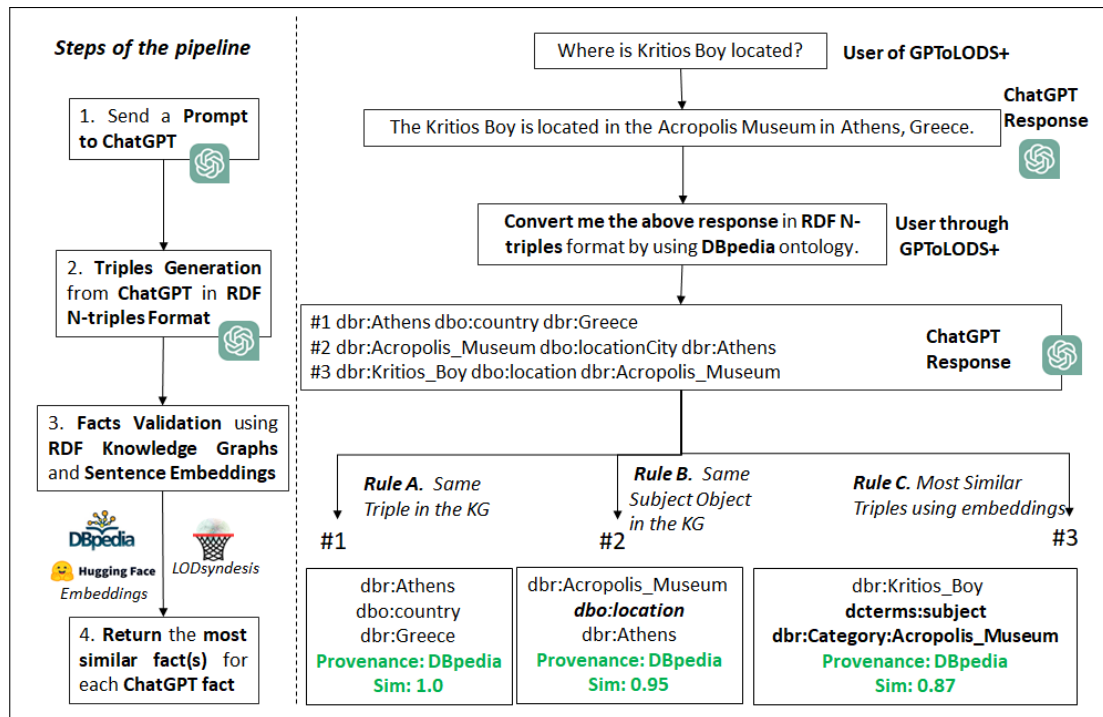 Steps of the pipeline
1. Send a Prompt
to ChatGPT
2. Triples Generation
from ChatGPT in RDF
N-triples Format
3. Facts Validation using
RDF Knowledge Graphs
and Sentence Embeddings
DBpedia
Hugging Face
Embeddings
LODsyndesis
4. Return the most
similar fact(s) for
each ChatGPT fact
Where is Kritios Boy located?
User of GPToLODS+
The Kritios Boy is located in the Acropolis Museum in Athens, Greece.
ChatGPT
Response
Convert me the above response in RDF N-
triples format by using DBpedia ontology.
User through
GPToLODS+
#1 dbr:Athens dbo:country dbr:Greece
#2 dbr:Acropolis_Museum dbo:locationCity dbr:Athens
#3 dbr:Kritios_Boy dbo:location dbr:Acropolis_Museum
ChatGPT
Response
Rule A. Same
Triple in the KG
#1
Rule B. Same
Subject Object
in the KG
#2
Rule C. Most Similar
Triples using embeddings
#3
dbr:Athens
dbo:country
dbr:Greece
Provenance: DBpedia
Sim: 1.0
dbr:Acropolis_Museum
dbo:location
dbr:Athens
Provenance: DBpedia
Sim: 0.95
dbr:Kritios_Boy
dcterms:subject
dbr:Category:Acropolis_Museum
Provenance: DBpedia
Sim: 0.87